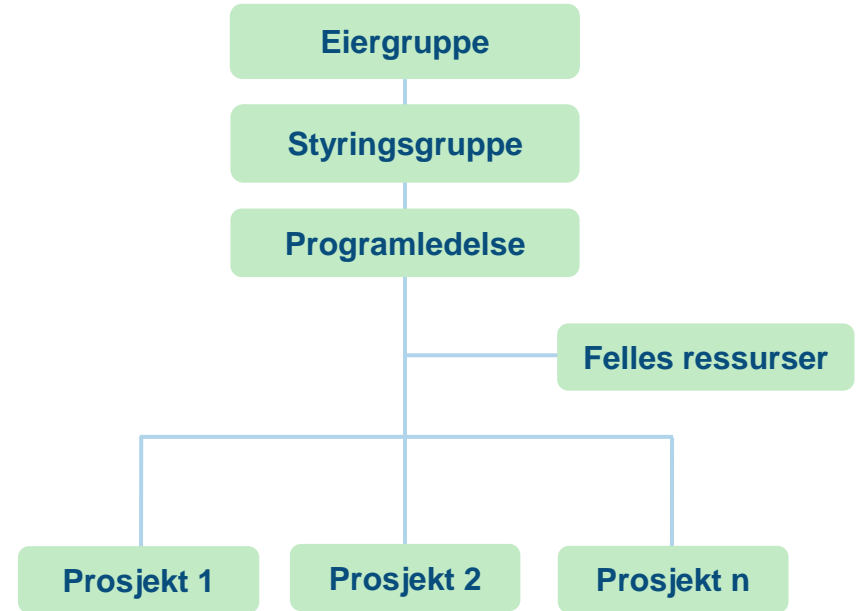 Eiergruppe
Styringsgruppe
Programledelse
Felles ressurser
Prosjekt 1
Prosjekt 2
Prosjekt n